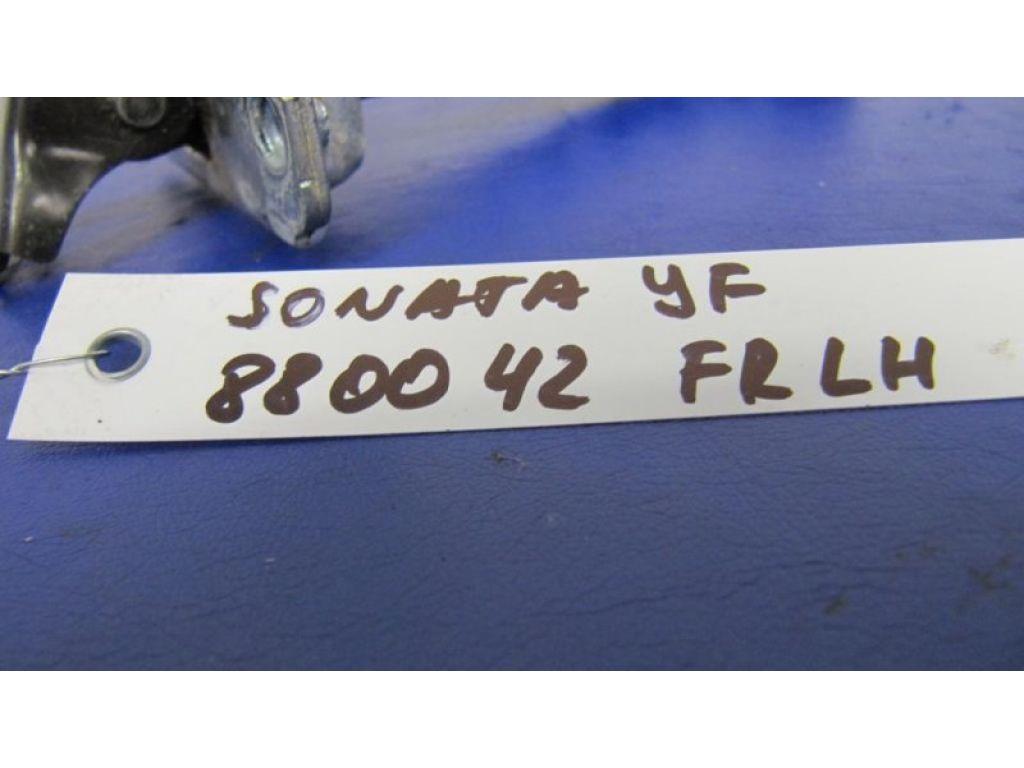 SONATA YF
880042 FR LH